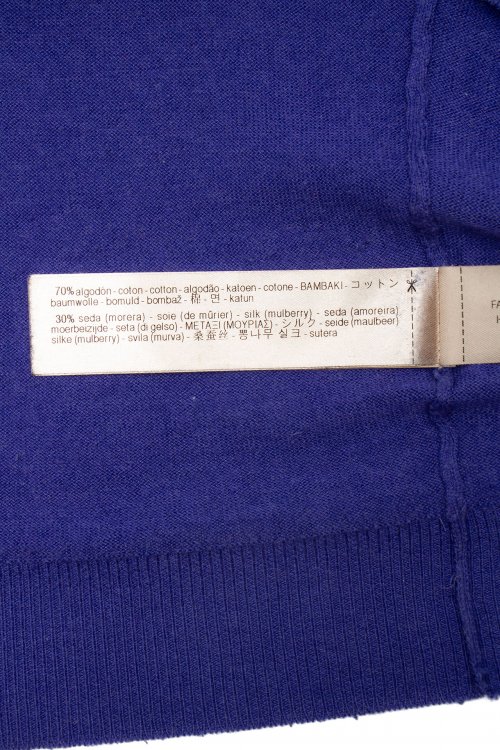 70% algodón - coton - cotton - algodão - katoen - cotone - BAMBAKI - コットン
baumwolle - bomuld - bombaž - 棉 - 면 - katun
30% seda (morera) - soie (de mûrier) - silk (mulberry) - seda (amoreira)
moerbeizijde - seta (di gelso) - ΜΕΤΑΞΙ (ΜΟΥΡΙΑΣ) - シルク - seide (maulbeer)
silke (mulberry) - svila (murva) - 桑蚕丝 - 뽕나무 실크 - sutera
FA